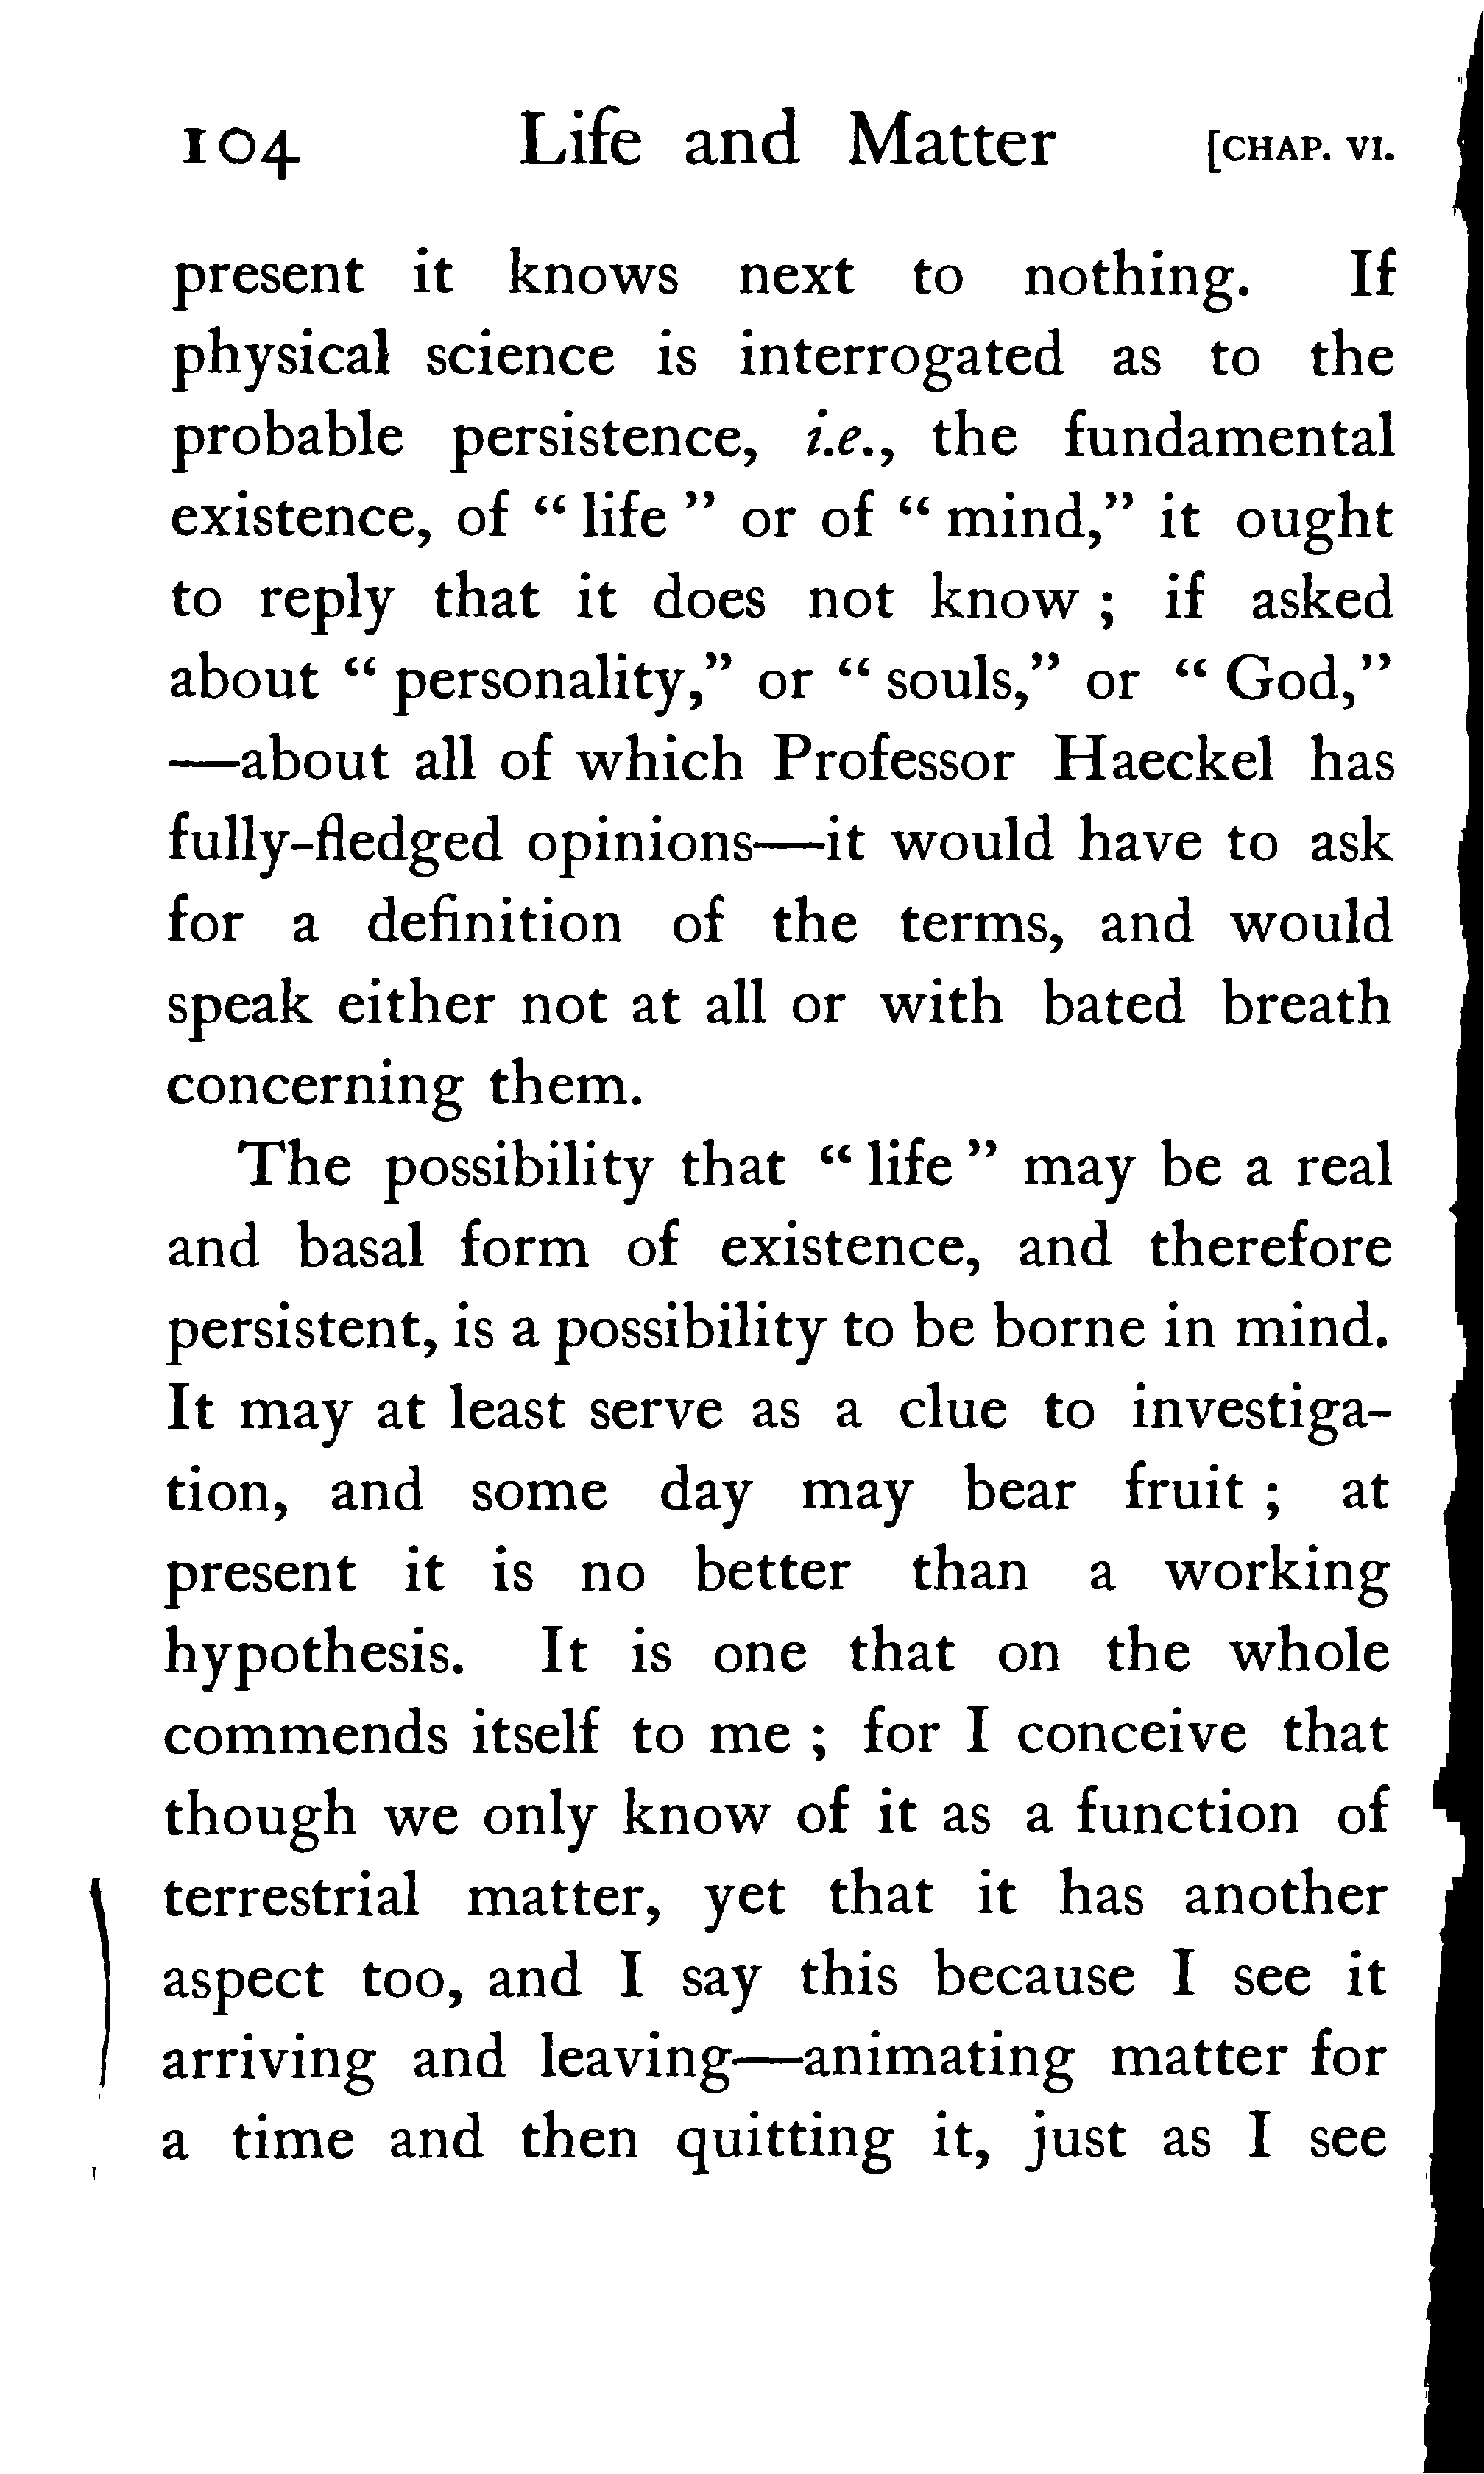 104 Life and Matter [CHAP. VI.
present it knows next to nothing. If
physical science is interrogated as to the
probable persistence, i.e., the fundamental
existence, of " life " or of " mind," it ought
to reply that it does not know ; if asked
about " personality," or " souls," or " God,"
—about all of which Professor Haeckel has
fully-fledged opinions—it would have to ask
for a definition of the terms, and would
speak either not at all or with bated breath
concerning them.
The possibility that " life " may be a real
and basal form of existence, and therefore
persistent, is a possibility to be borne in mind.
It may at least serve as a clue to investiga-
tion, and some day may bear fruit ; at
present it is no better than a working
hypothesis. It is one that on the whole
commends itself to me ; for I conceive that
though we only know of it as a function of
terrestrial matter, yet that it has another
aspect too, and I say this because I see it
arriving and leaving—animating matter for
a time and then quitting it, just as I see